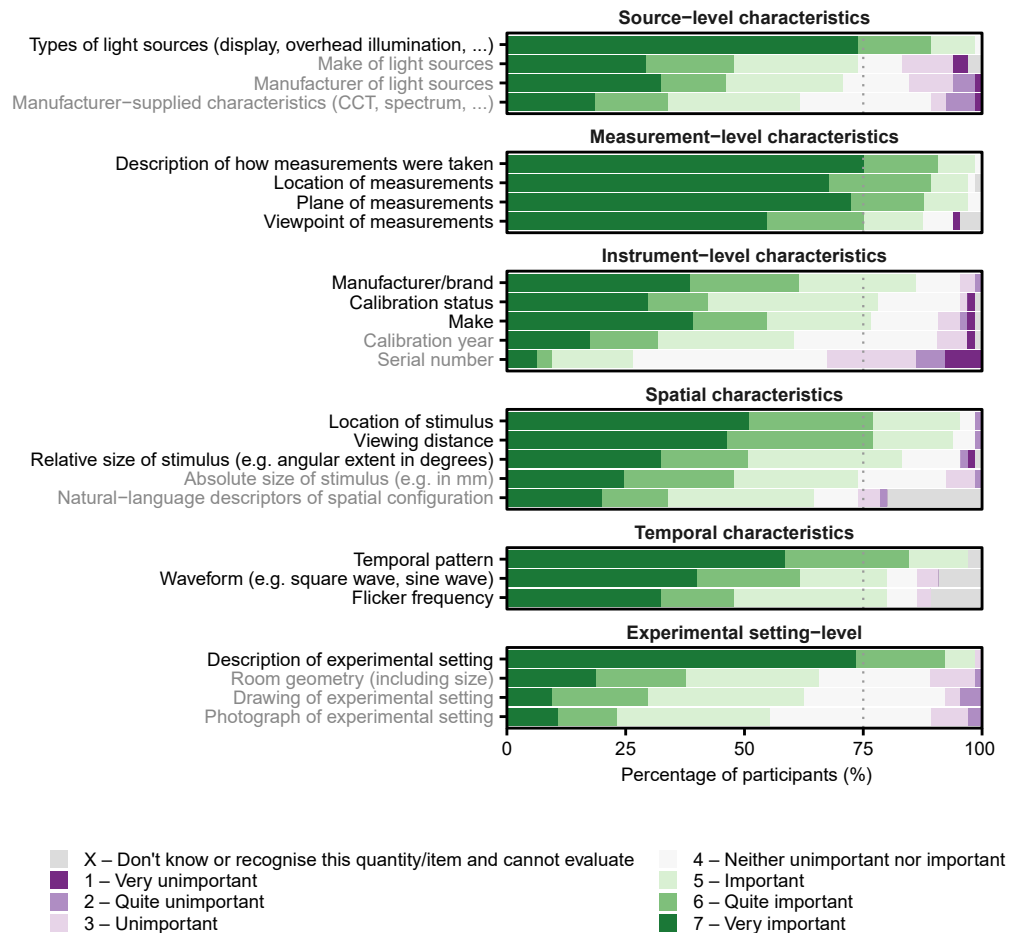 Source−level characteristics
Types of light sources (display, overhead illumination, ...)
Make of light sources
Manufacturer of light sources
Manufacturer−supplied characteristics (CCT, spectrum, ...)
Measurement−level characteristics
Description of how measurements were taken
Location of measurements
Plane of measurements
Viewpoint of measurements
Instrument−level characteristics
Manufacturer/brand
Calibration status
Make
Calibration year
Serial number
Spatial characteristics
Location of stimulus
Viewing distance
Relative size of stimulus (e.g. angular extent in degrees)
Absolute size of stimulus (e.g. in mm)
Natural−language descriptors of spatial configuration
Temporal characteristics
Temporal pattern
Waveform (e.g. square wave, sine wave)
Flicker frequency
Experimental setting−level
Description of experimental setting
Room geometry (including size)
Drawing of experimental setting
Photograph of experimental setting
0 25 50 75 100
Percentage of participants (%)
X – Don't know or recognise this quantity/item and cannot evaluate
1 – Very unimportant
2 – Quite unimportant
3 – Unimportant
4 – Neither unimportant nor important
5 – Important
6 – Quite important
7 – Very important